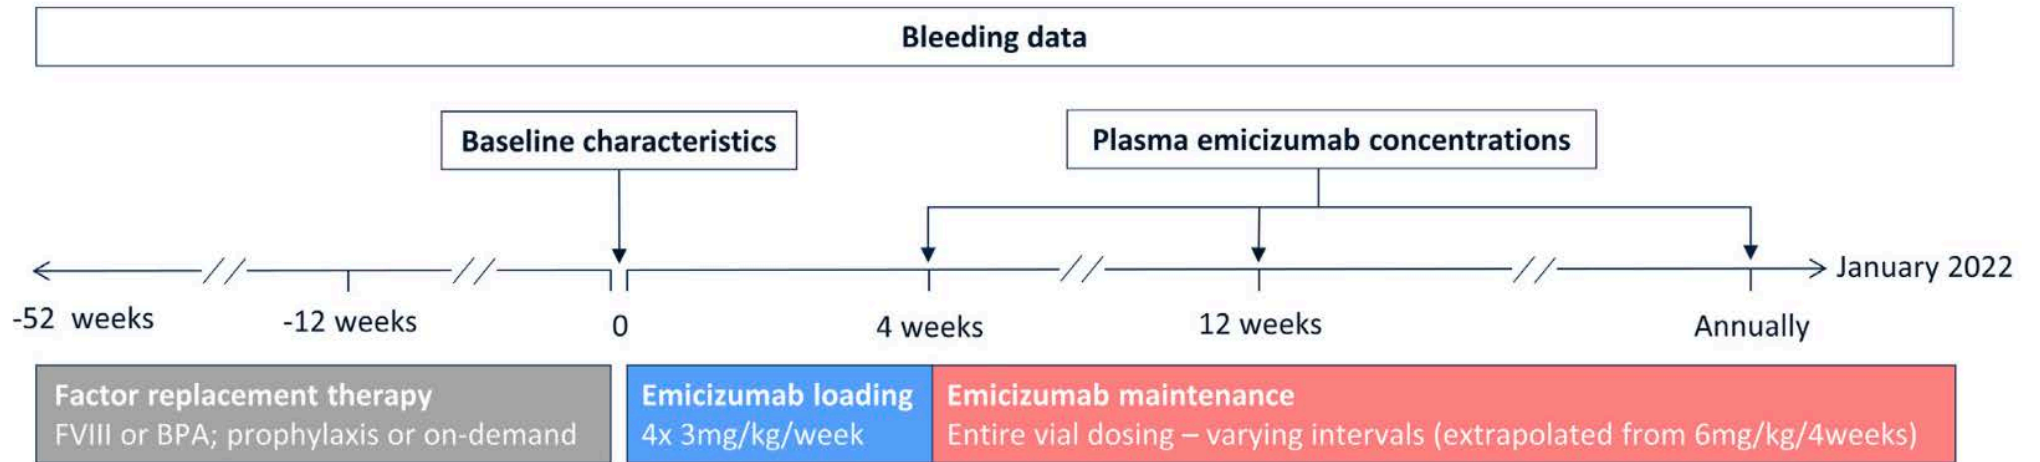 Bleeding data
Baseline characteristics
Plasma emicizumab concentrations
January 2022
-52 weeks
-12 weeks
0
4 weeks
12 weeks
Annually
Factor replacement therapy
FVIII or BPA; prophylaxis or on-demand
Emicizumab loading
4x 3mg/kg/week
Emicizumab maintenance
Entire vial dosing – varying intervals (extrapolated from 6mg/kg/4weeks)